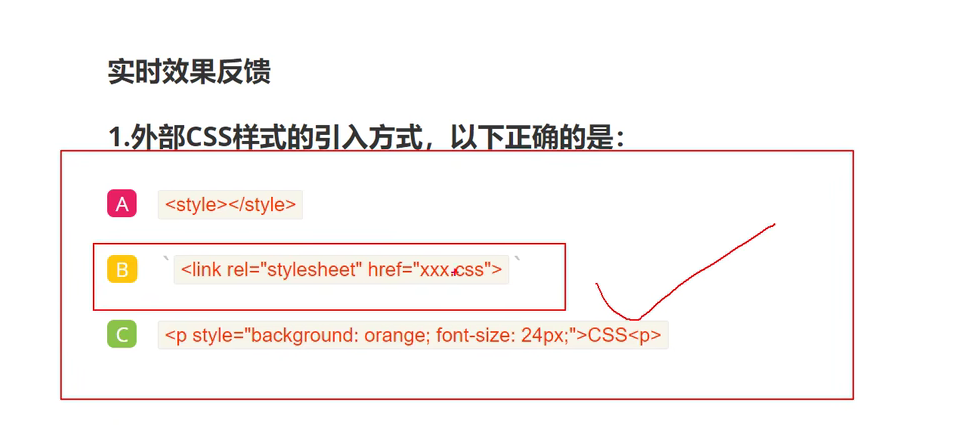 实时效果反馈
1.外部CSS样式的引入方式，以下正确的是：
A <style></style>
B ` <link rel="stylesheet" href="xxx.css"> `
C <p style="background: orange; font-size: 24px;">CSS<p>